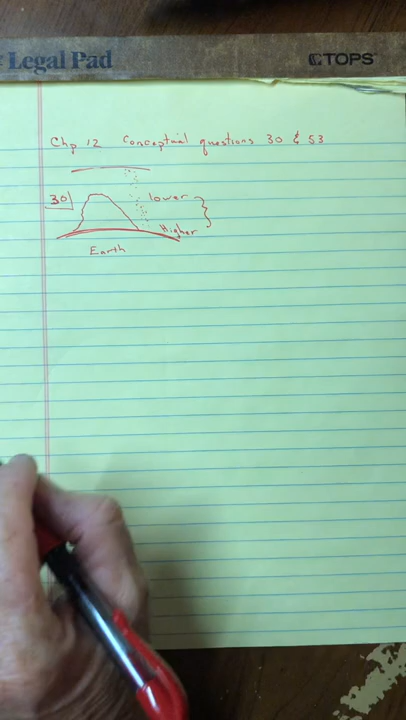 Legal Pad TOPS
Chp 12 Conceptual questions 30 & 53
30 lower
Higher
Earth